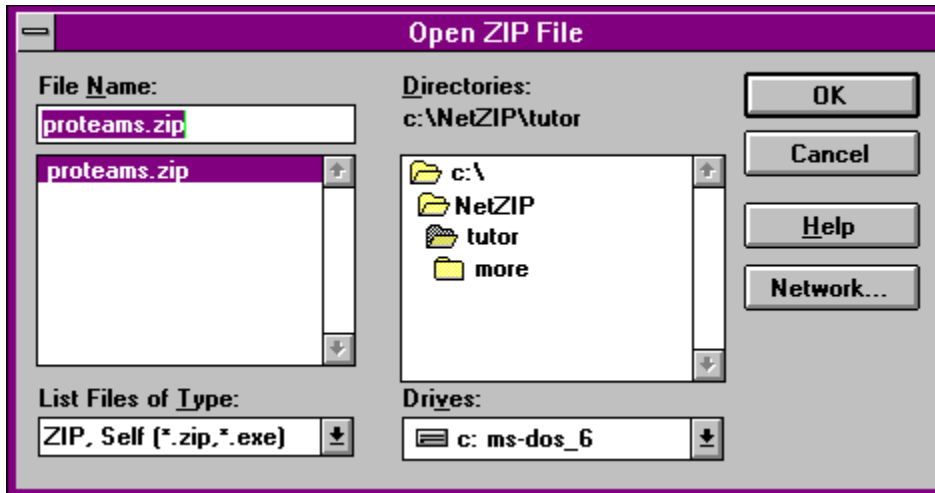 Open ZIP File
File Name:
proteams.zip
proteams.zip
List Files of Type:
ZIP, Self (*.zip,*.exe)
Directories:
c:\NetZIP\tutor
c:\
NetZIP
tutor
more
Drives:
c: ms-dos_6
OK
Cancel
Help
Network...